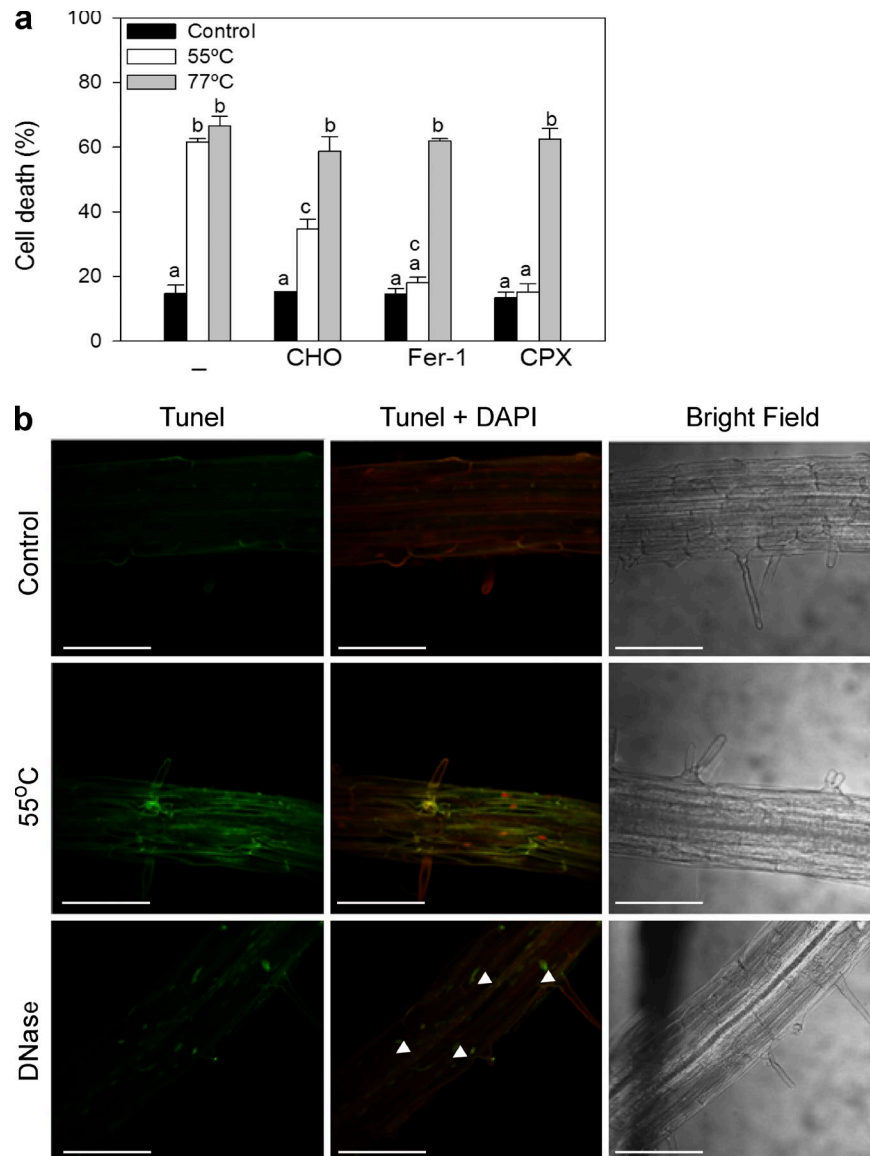 a
Cell death (%)
100
80
60
40
20
0
Control
55ºC
77ºC
a
b
b
a
c
b
a
c
a
b
a
a
b
–
CHO
Fer-1
CPX
b
Tunel
Tunel + DAPI
Bright Field
Control
55ºC
DNase